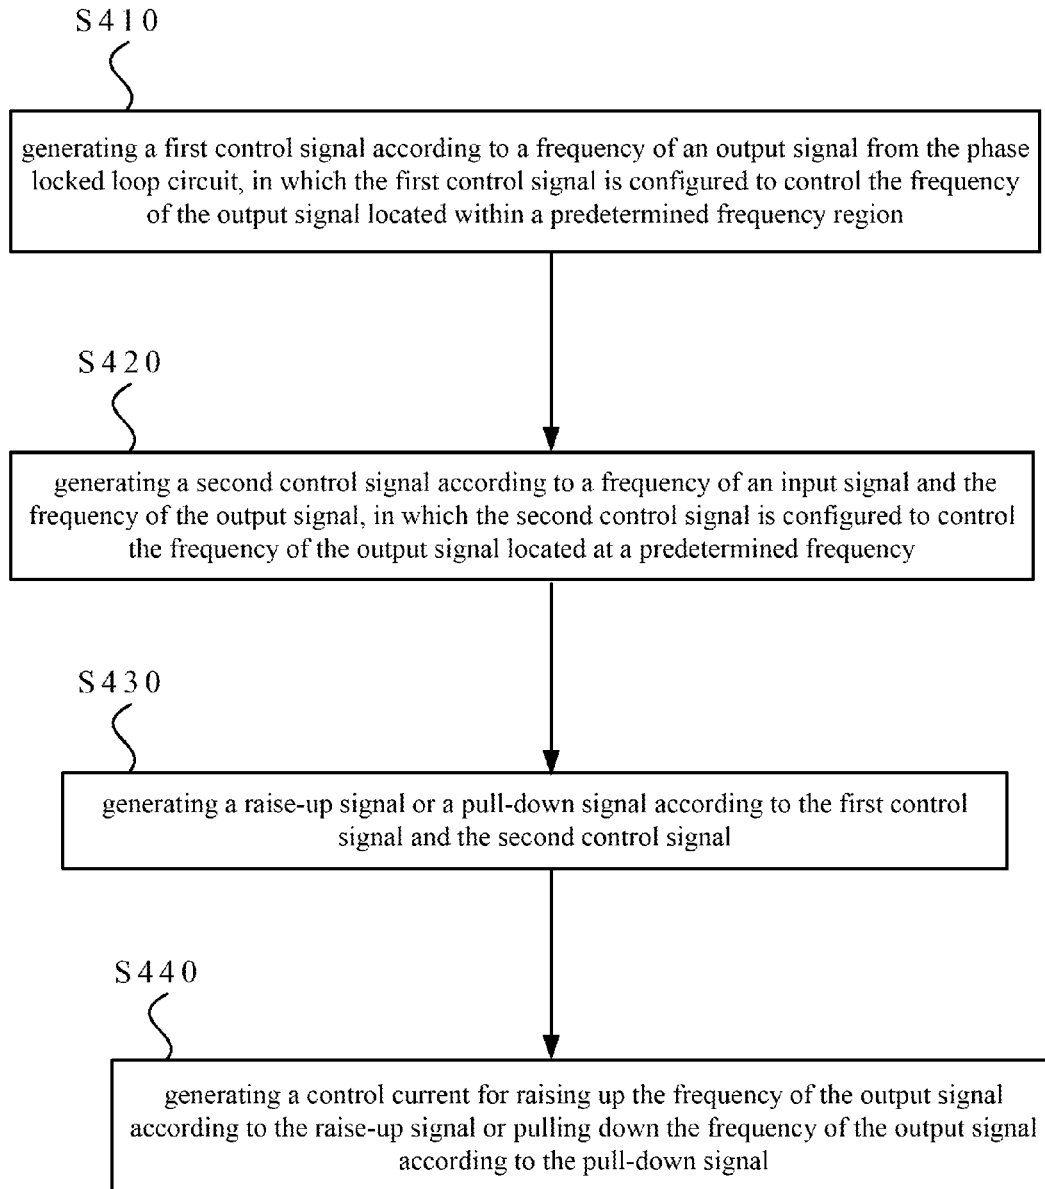 S410
generating a first control signal according to a frequency of an output signal from the phase
locked loop circuit, in which the first control signal is configured to control the frequency
of the output signal located within a predetermined frequency region
S420
generating a second control signal according to a frequency of an input signal and the
frequency of the output signal, in which the second control signal is configured to control
the frequency of the output signal located at a predetermined frequency
S430
generating a raise-up signal or a pull-down signal according to the first control
signal and the second control signal
S440
generating a control current for raising up the frequency of the output signal
according to the raise-up signal or pulling down the frequency of the output signal
according to the pull-down signal